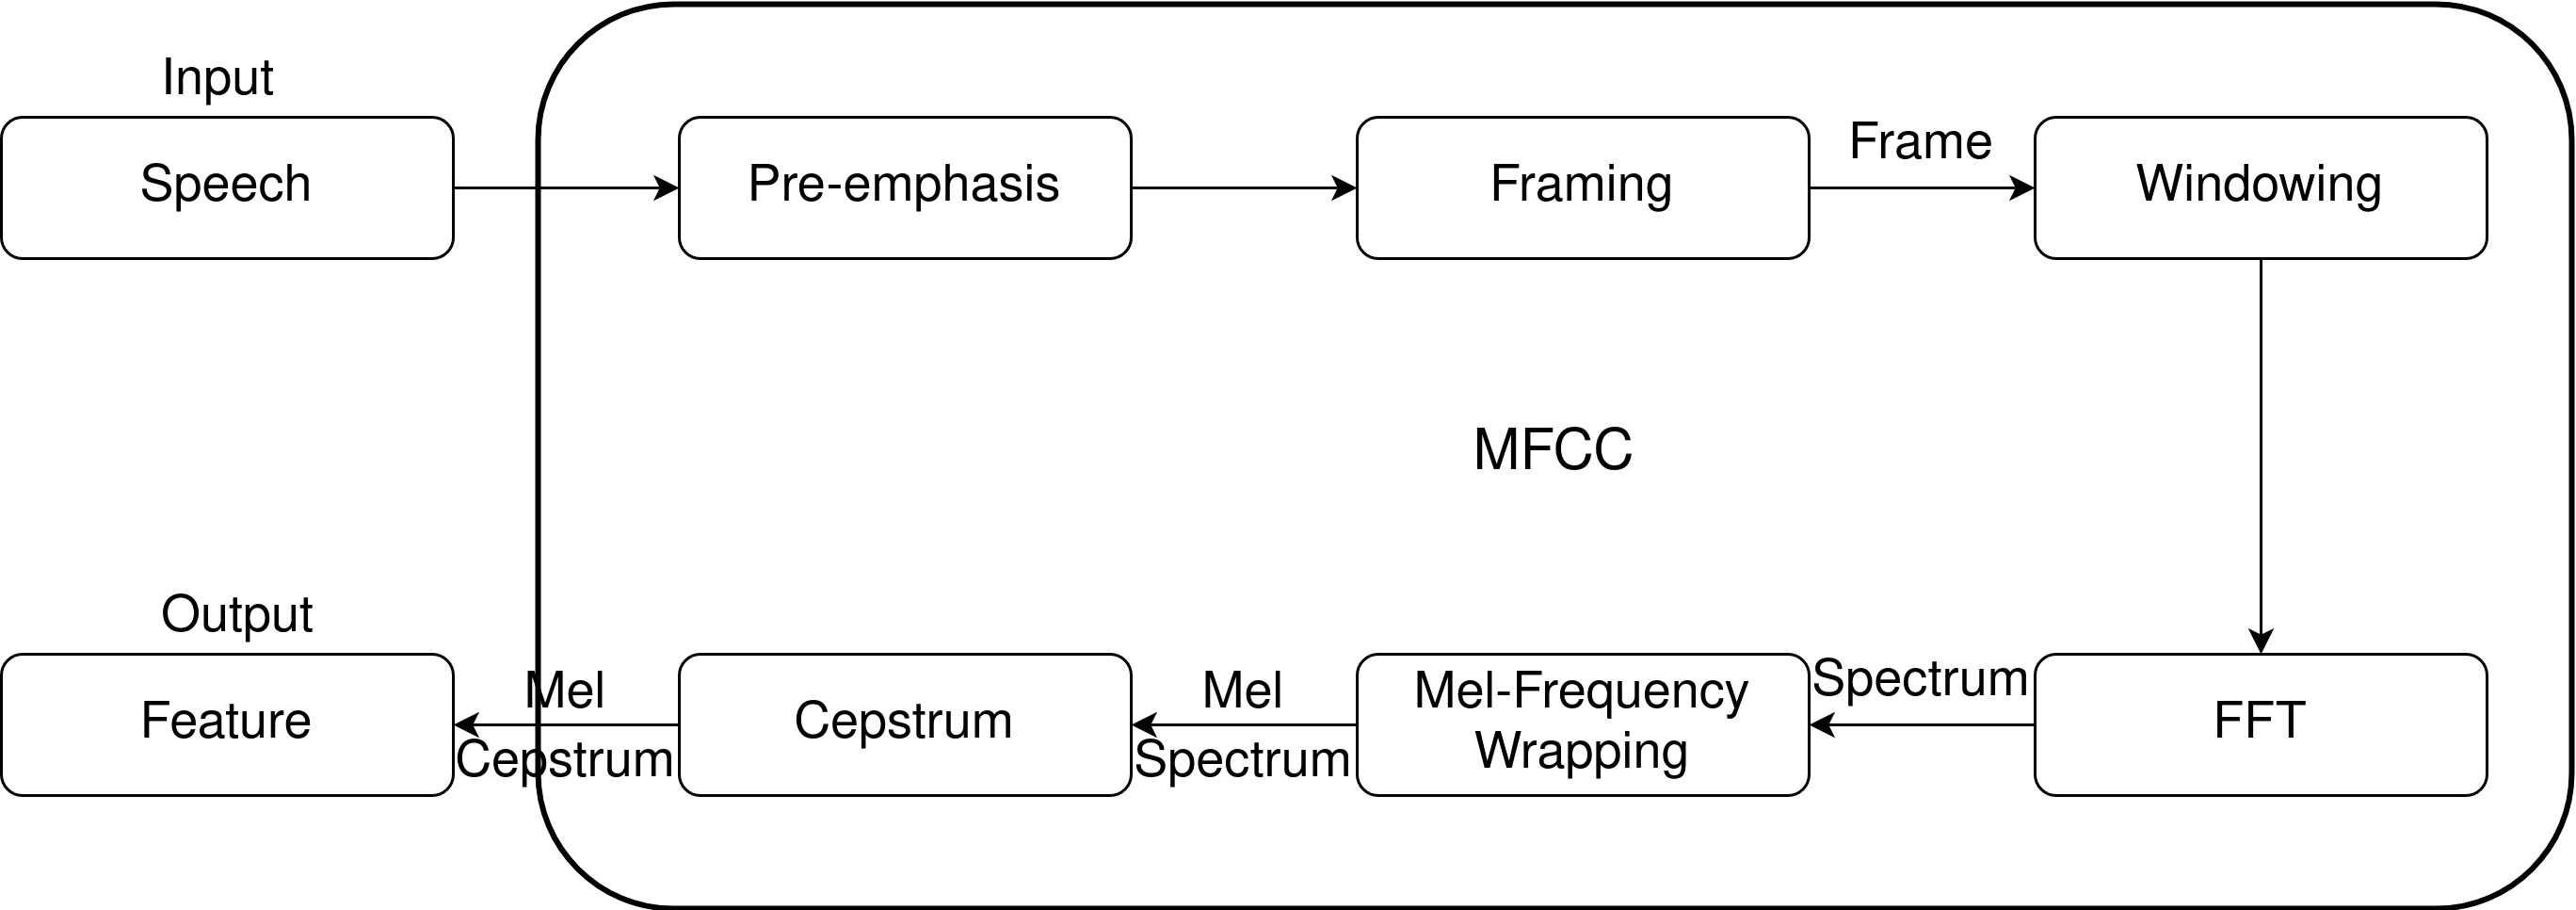 Input
Speech
Pre-emphasis
Framing
Frame
Windowing
MFCC
Output
Feature
Mel
Cepstrum
Cepstrum
Mel
Spectrum
Mel-Frequency
Wrapping
Spectrum
FFT